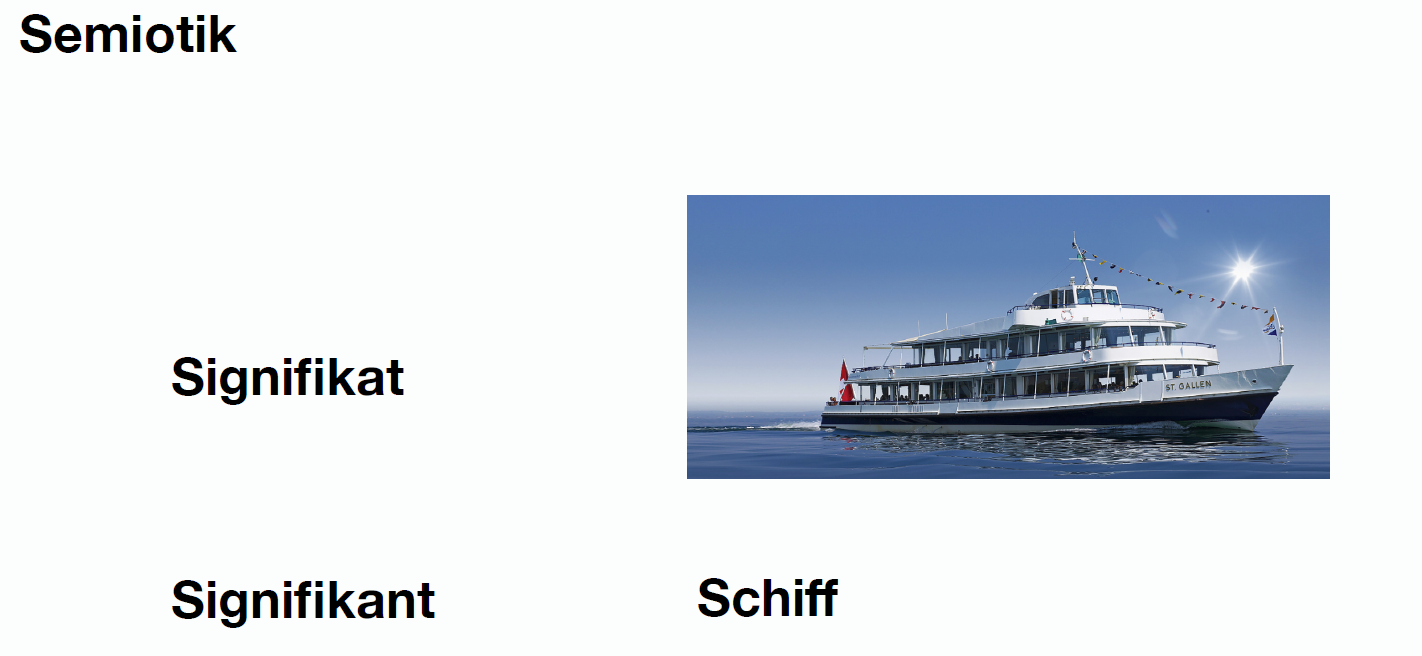 Semiotik
ST. GALLEN
Signifikat
Signifikant
Schiff